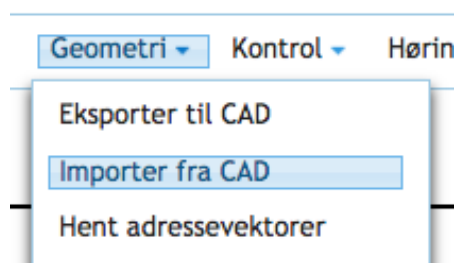 Geometri Kontrol Hørin
Eksporter til CAD
Importer fra CAD
Hent adressevektorer